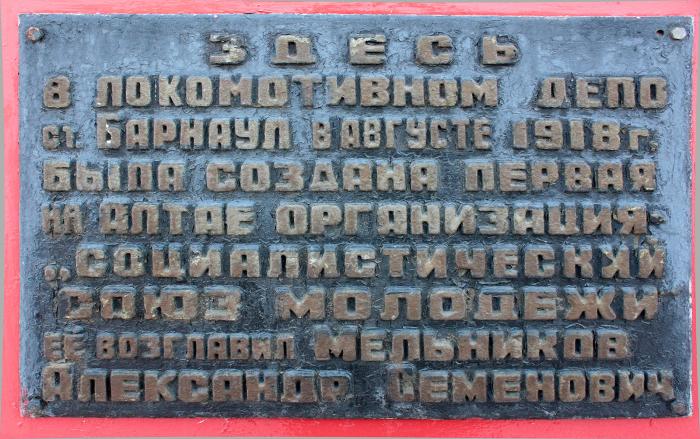 ЗДЕСЬ
В ЛОКОМОТИВНОМ ДЕПО
СТ. БАРНАУЛ В АВГУСТЕ 1918 Г.
БЫЛА СОЗДАНА ПЕРВАЯ
НА АЛТАЕ ОРГАНИЗАЦИЯ-
„СОЦИАЛИСТИЧЕСКИЙ
СОЮЗ МОЛОДЕЖИ
ЕЁ ВОЗГЛАВИЛ МЕЛЬНИКОВ
АЛЕКСАНДР СЕМЕНОВИЧ